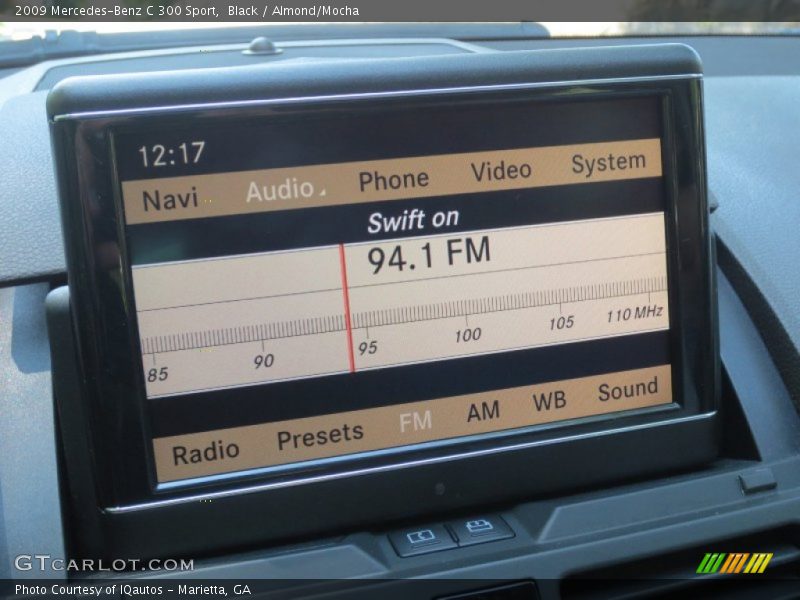 2009 Mercedes-Benz C 300 Sport, Black / Almond/Mocha
12:17
Navi Audio Phone Video System
Swift on
94.1 FM
85 90 95 100 105 110 MHz
Radio Presets FM AM WB Sound
GTCARLOT.COM
Photo Courtesy of IQautos - Marietta, GA